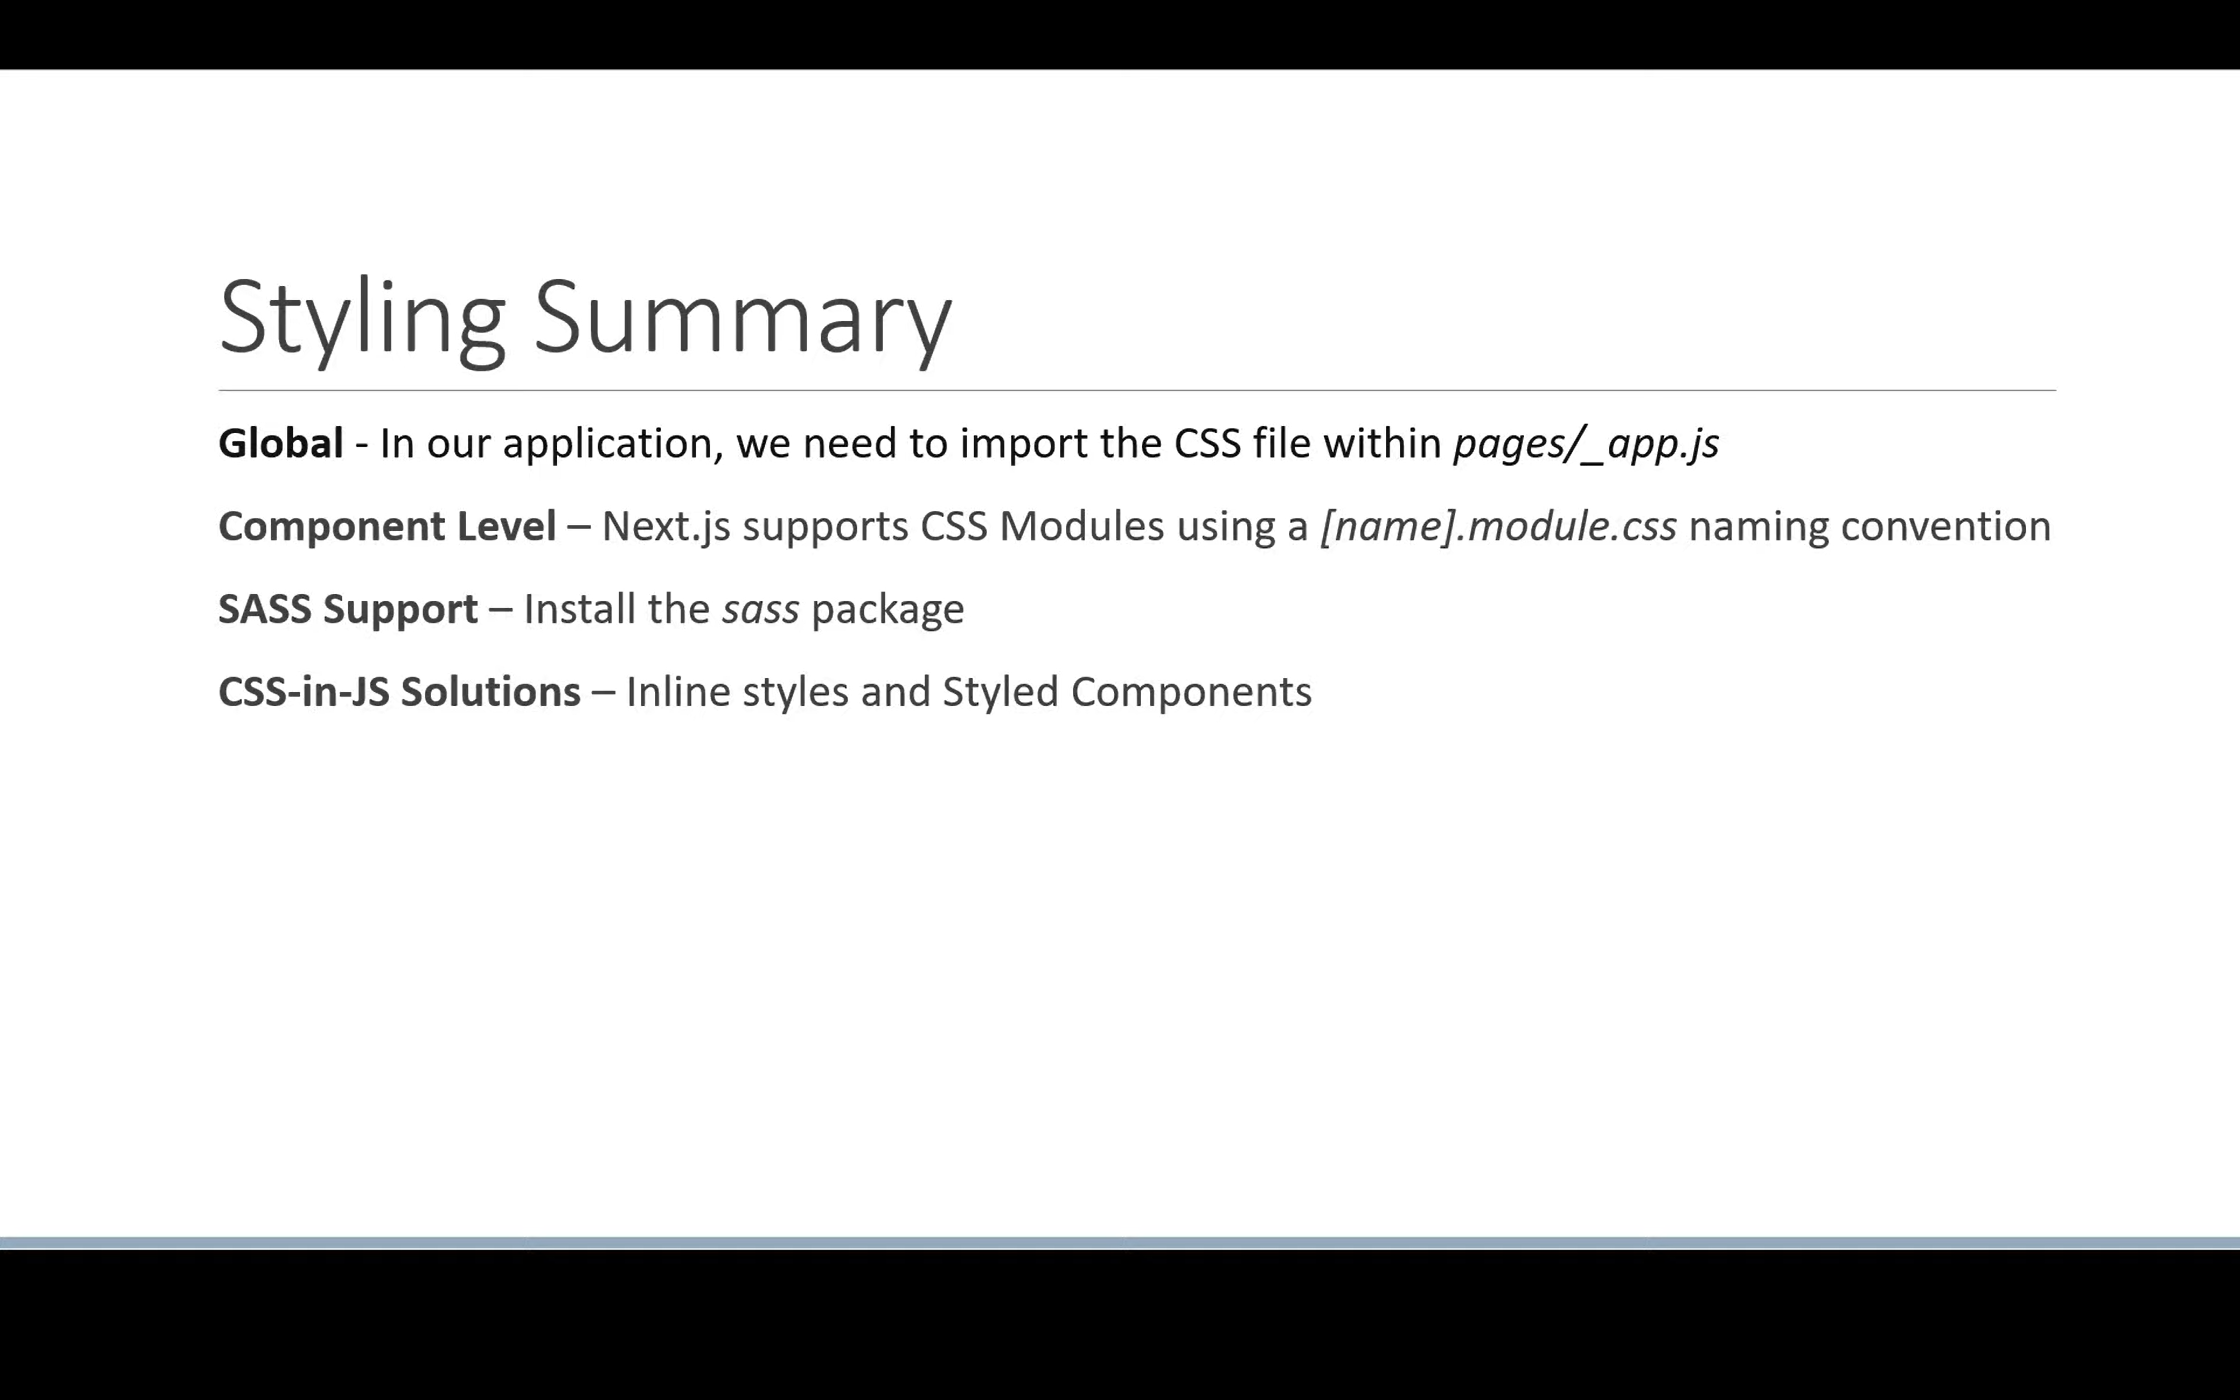 Styling Summary
Global - In our application, we need to import the CSS file within pages/_app.js
Component Level – Next.js supports CSS Modules using a [name].module.css naming convention
SASS Support – Install the sass package
CSS-in-JS Solutions – Inline styles and Styled Components